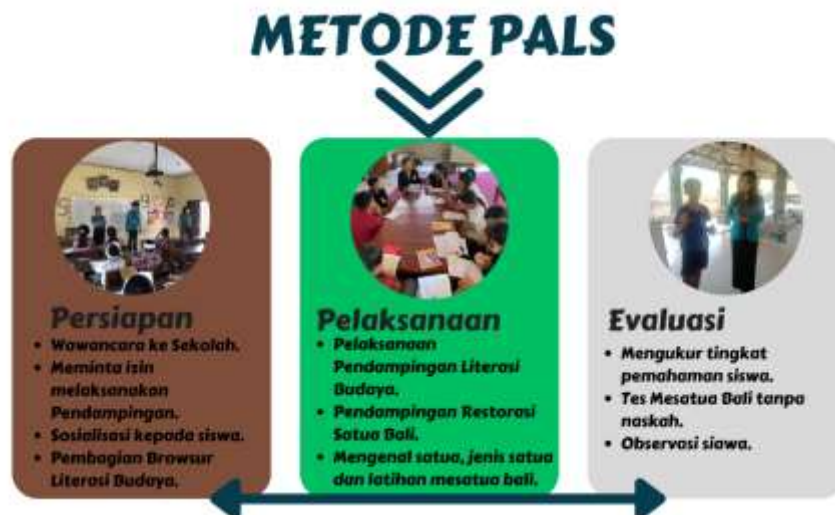 METODE PALS
Persiapan
• Wawancara ke Sekolah.
• Meminta isin
melaksanakan
Pendampingan.
• Sosialisasi kepada siswa.
• Pembagian Browsur
Literasi Budaya.
Pelaksanaan
• Pelaksanaan
Pendampingan Literasi
Budaya.
• Pendampingan Restorasi
Satua Bali.
• Mengenal satua, jenis satua
dan latihan mesatua bali.
Evaluasi
• Mengukur tingkat
pemahaman siswa.
• Tes Mesatua Bali tanpa
naskah.
• Observasi siawa.